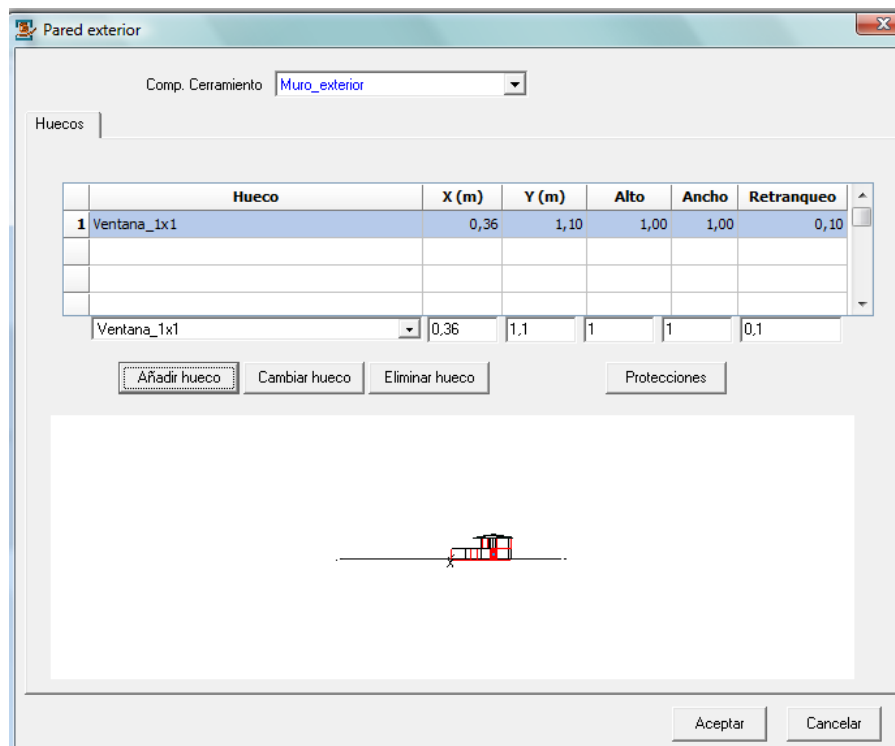 Pared exterior
Comp. Cerramiento Muro_exterior
Huecos
Hueco X (m) Y (m) Alto Ancho Retranqueo
1 Ventana_1x1 0,36 1,10 1,00 1,00 0,10
Ventana_1x1 0,36 1,1 1 1 0,1
Añadir hueco Cambiar hueco Eliminar hueco Protecciones
X
Aceptar Cancelar